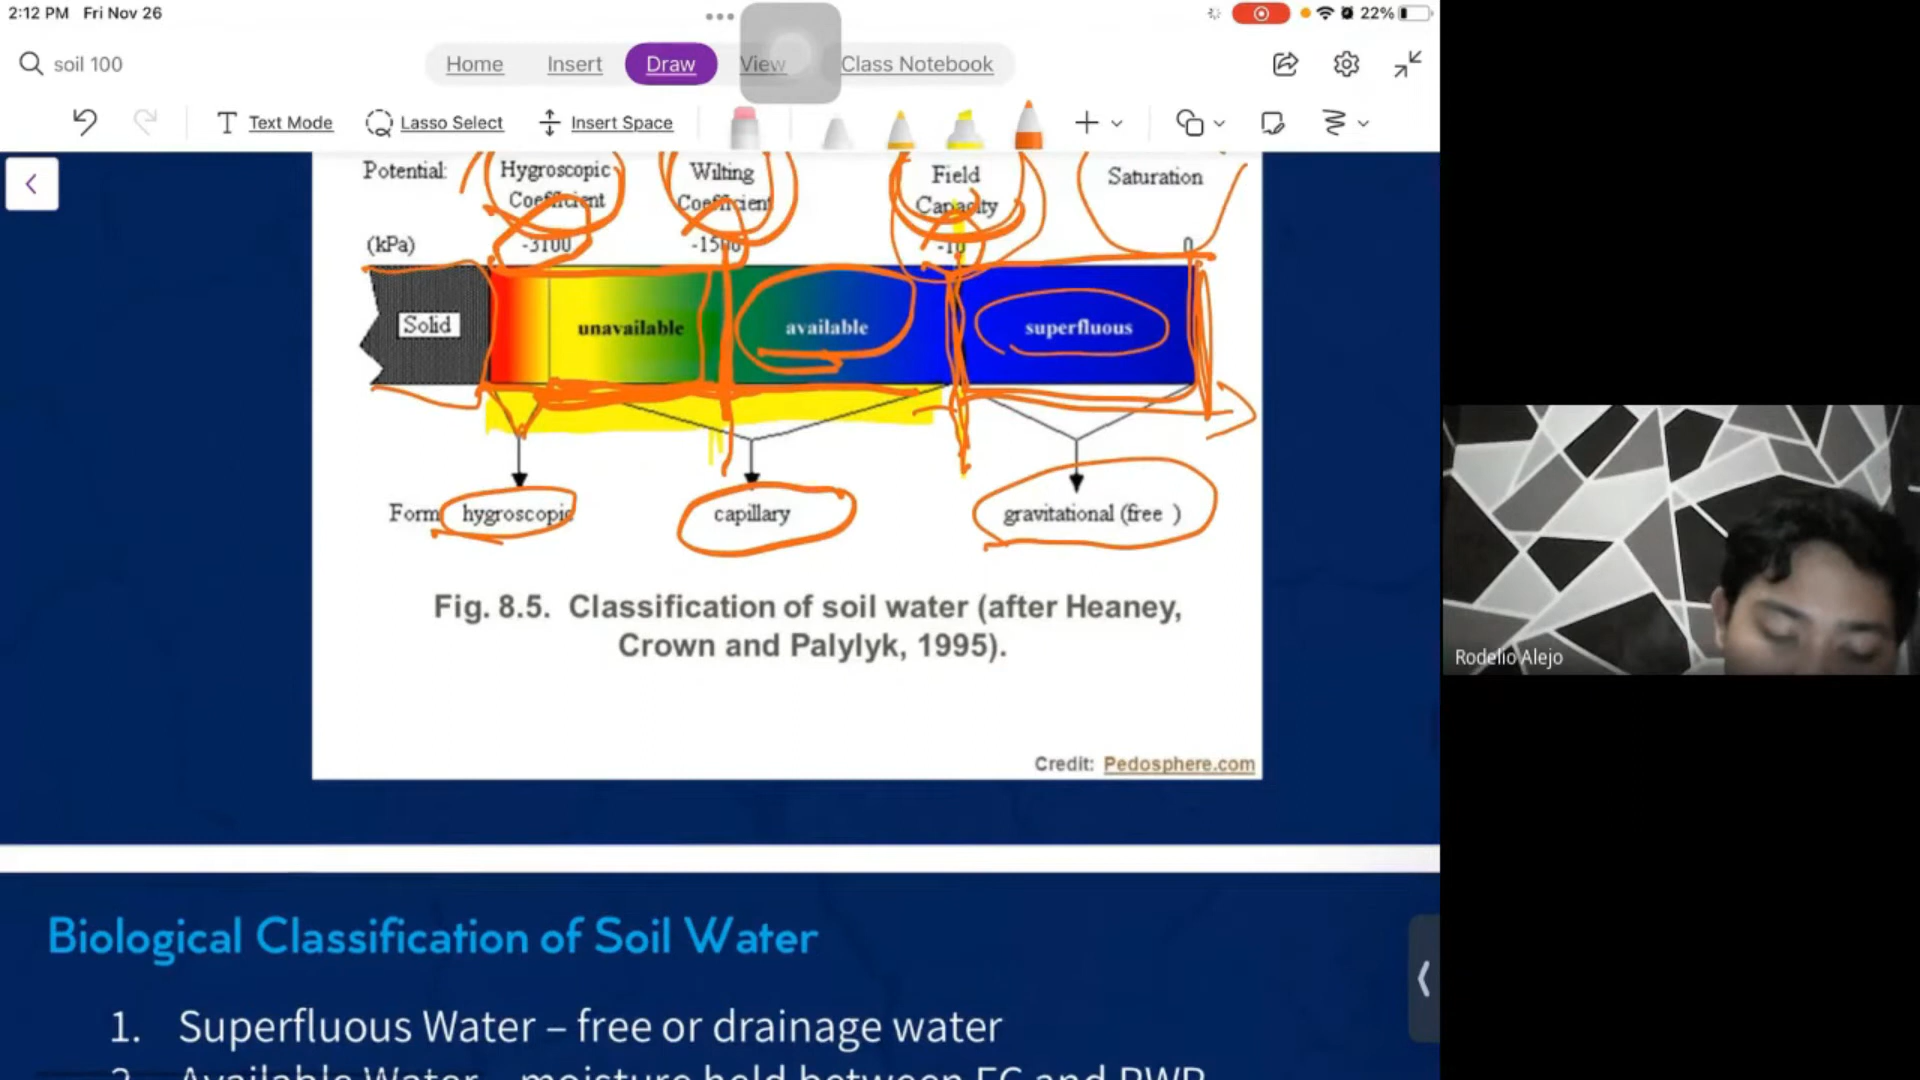 2:12 PM Fri Nov 26
22%
soil 100
Home Insert Draw View Class Notebook
Text Mode Lasso Select Insert Space
Potential: Hygroscopic Wilting Field Saturation
Coefficient Coefficient Capacity
(kPa) -3100 -1500 -10 0
Solid unavailable available superfluous
Form hygroscopic capillary gravitational (free )
Fig. 8.5. Classification of soil water (after Heaney,
Crown and Palylyk, 1995).
Credit: Pedosphere.com
Rodelio Alejo
Biological Classification of Soil Water
1. Superfluous Water – free or drainage water
2. Available Water – moisture held between FC and PWP